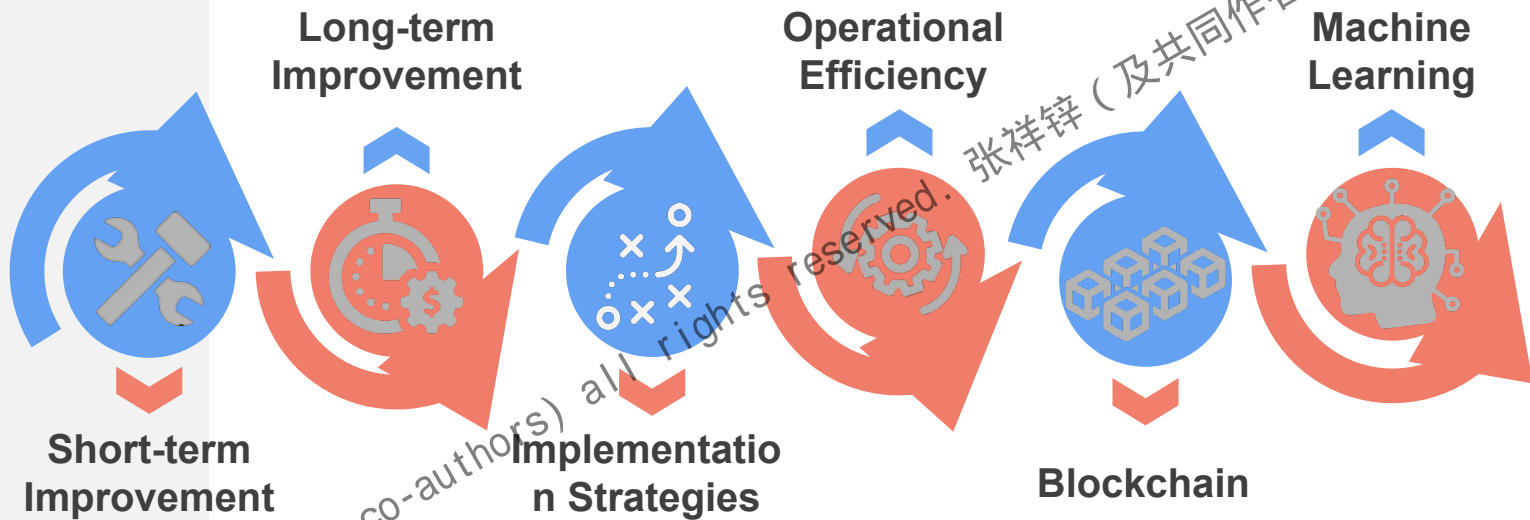 Long-term
Improvement
Operational
Efficiency
Machine
Learning
Short-term
Improvement
Implementatio
n Strategies
Blockchain
co-authors) all rights reserved. 张祥锌（及共同作者
$